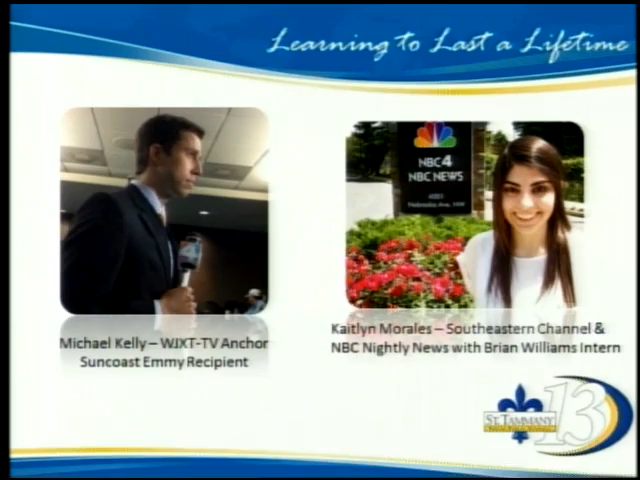 Learning to Last a Lifetime
NBC 4
NBC NEWS
Michael Kelly – WJXT-TV Anchor
Suncoast Emmy Recipient
Kaitlyn Morales – Southeastern Channel &
NBC Nightly News with Brian Williams Intern
ST. TAMMANY
13